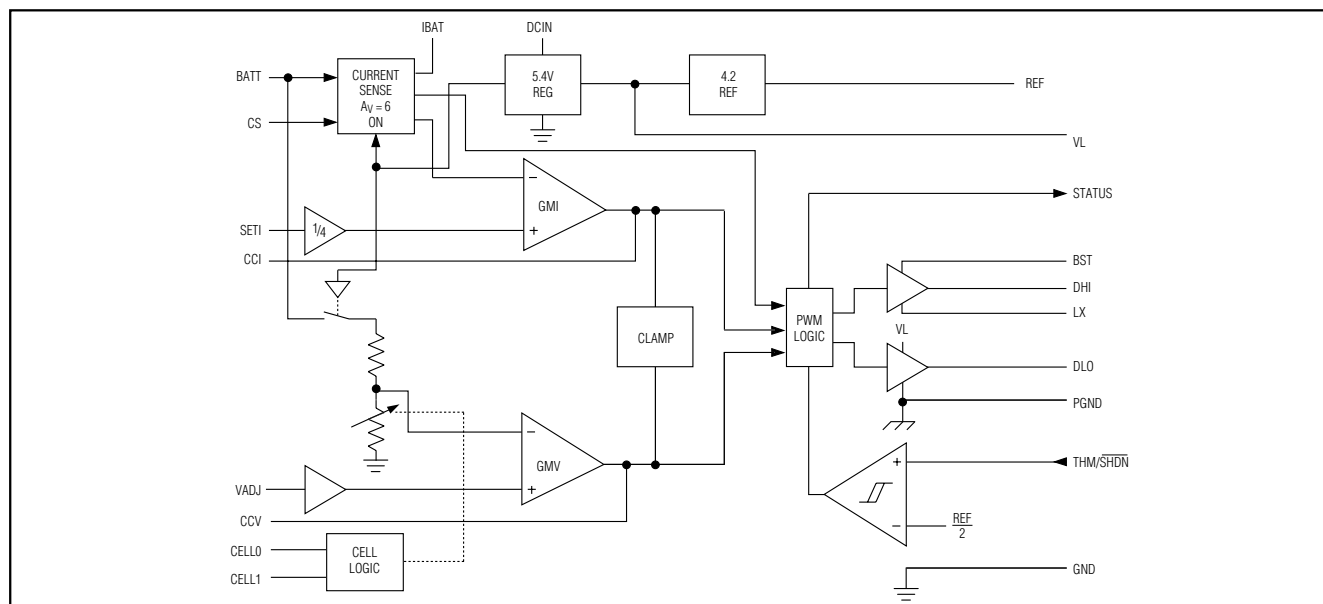 IBAT
DCIN
BATT
CURRENT
SENSE
AV = 6
ON
5.4V
REG
4.2
REF
REF
CS
VL
−
GMI
+
STATUS
SETI
1/4
CCI
BST
DHI
LX
PWM
LOGIC
CLAMP
VL
DLO
PGND
−
GMV
+
+
THM/SHDN
VADJ
−
REF
2
CCV
CELL0
CELL
LOGIC
CELL1
GND